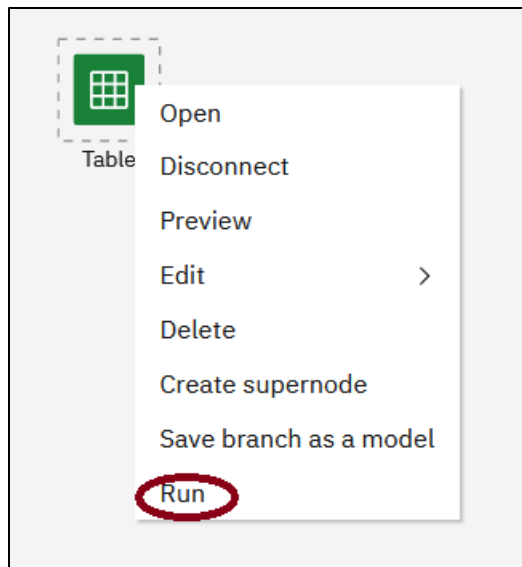 Table
Open
Disconnect
Preview
Edit
Delete
Create supernode
Save branch as a model
Run